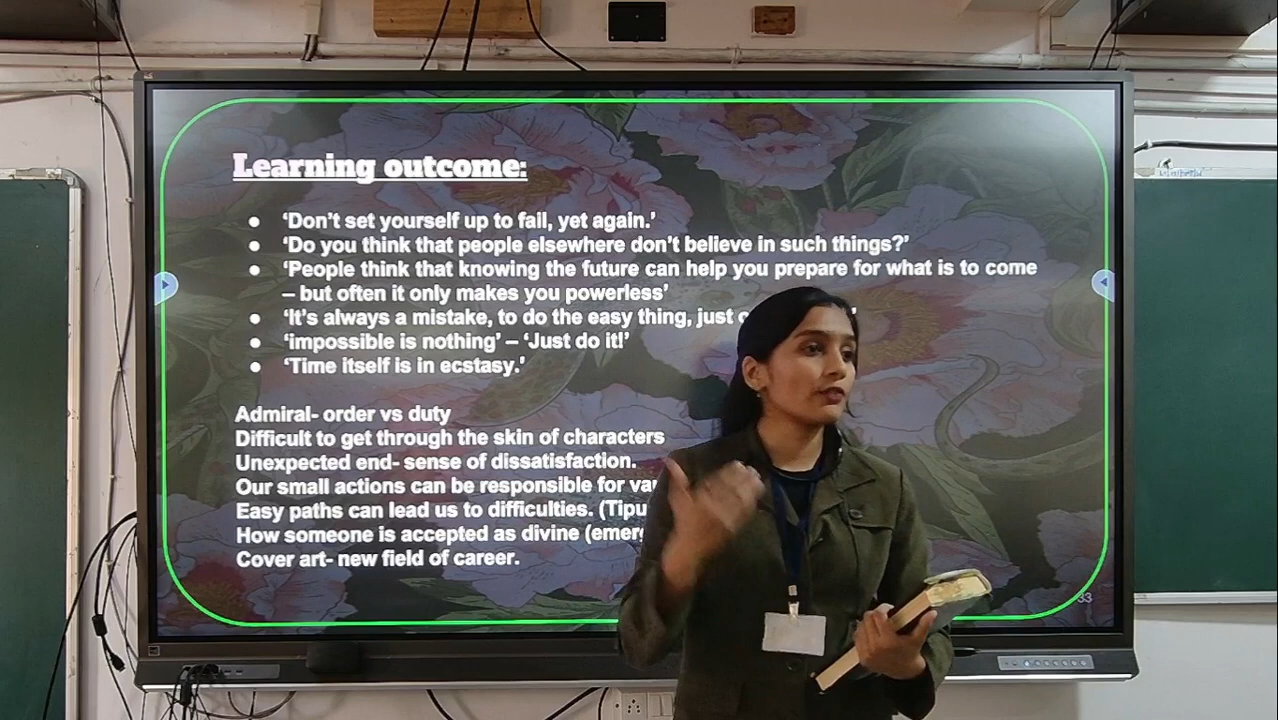 Learning outcome:
● ‘Don’t set yourself up to fail, yet again.’
● ‘Do you think that people elsewhere don’t believe in such things?’
● ‘People think that knowing the future can help you prepare for what is to come
– but often it only makes you powerless’
● ‘It’s always a mistake, to do the easy thing, just
● ‘impossible is nothing’ – ‘Just do it!’
● ‘Time itself is in ecstasy.’
Admiral- order vs duty
Difficult to get through the skin of characters
Unexpected end- sense of dissatisfaction.
Our small actions can be responsible for
Easy paths can lead us to difficulties. (Tipu
How someone is accepted as divine
Cover art- new field of career.
33